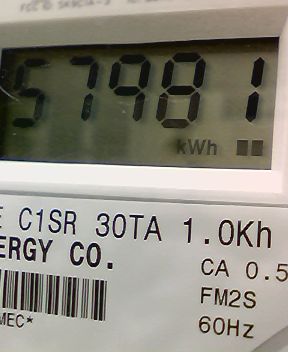 57981
kWh
E C1SR 30TA 1.0Kh
ERGY CO.
CA 0.5
FM2S
60Hz
MEC*